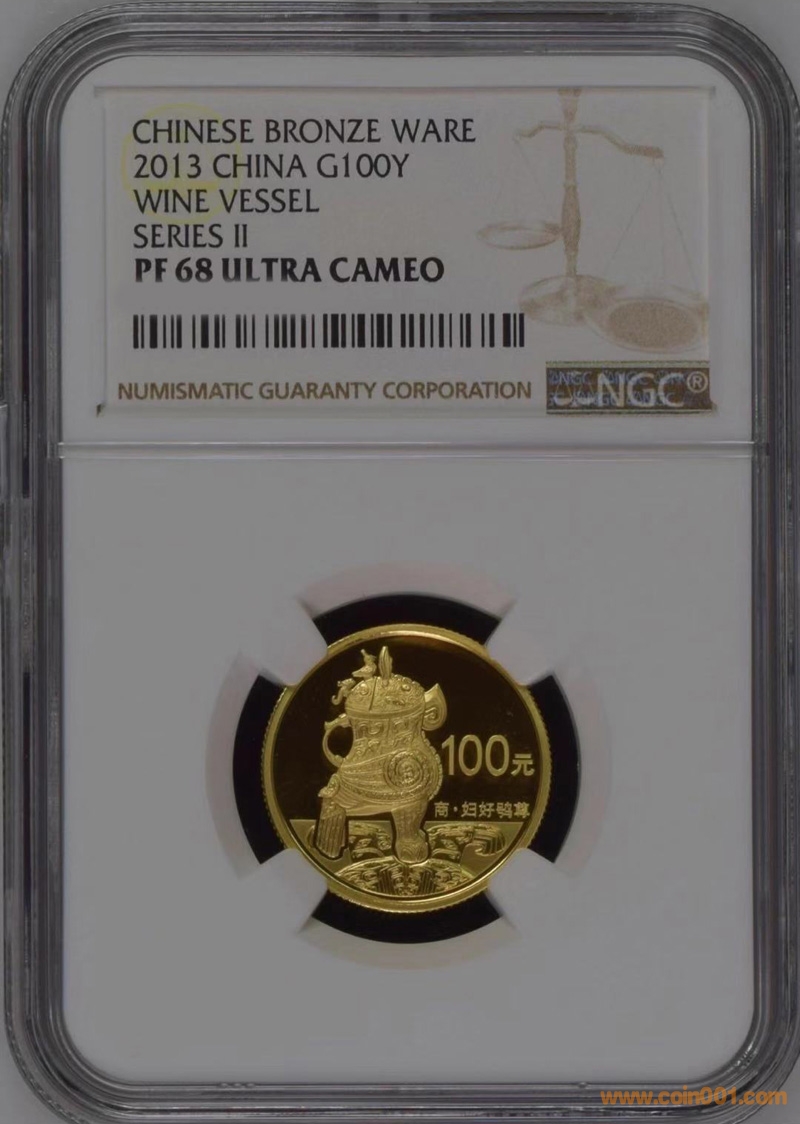 CHINESE BRONZE WARE
2013 CHINA G100Y
WINE VESSEL
SERIES II
PF 68 ULTRA CAMEO
NUMISMATIC GUARANTY CORPORATION
NGC®
100元
商·妇好鸮尊
www.coin001.com